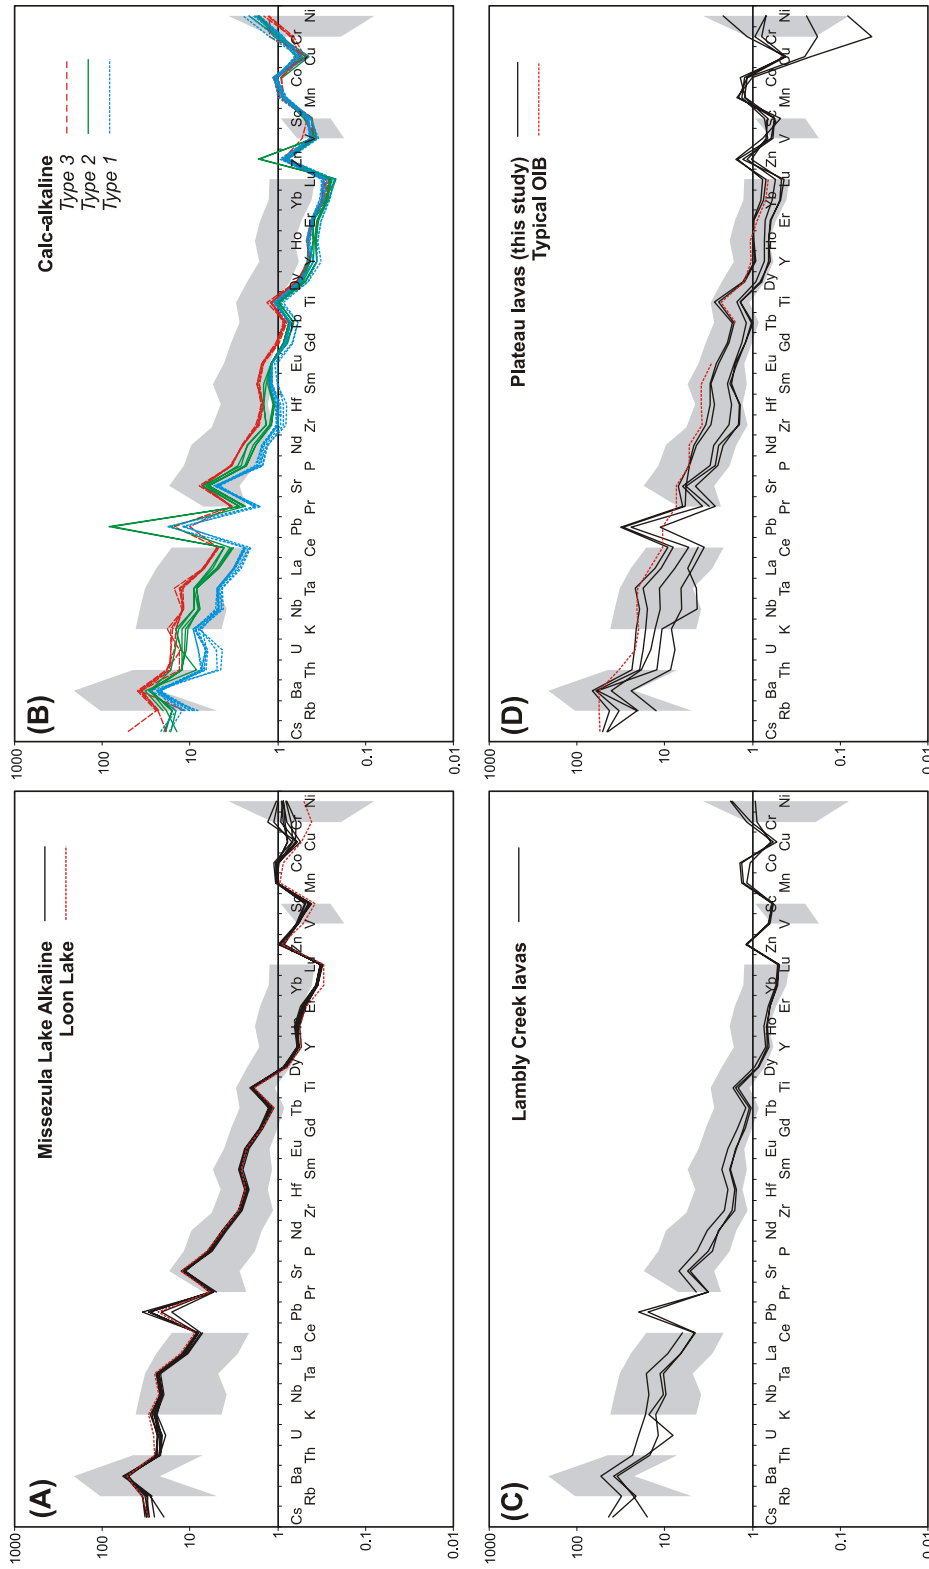 (A)
Missezula Lake Alkaline
Loon Lake
1000
100
10
1
0.1
0.01
Cs Ba U Nb La Pb Sr Nd Hf Eu Tb Dy Ho Yb Zn Sc Co Cr
Rb Th K Ta Ce Pr P Zr Sm Gd Ti Y Er Lu V Mn Cu Ni
(B)
Calc-alkaline
Type 3
Type 2
Type 1
1000
100
10
1
0.1
0.01
Cs Ba U Nb La Pb Sr Nd Hf Eu Tb Dy Ho Yb Zn Sc Co Cr
Rb Th K Ta Ce Pr P Zr Sm Gd Ti Y Er Lu V Mn Cu Ni
(C)
Lambly Creek lavas
1000
100
10
1
0.1
0.01
Cs Ba U Nb La Pb Sr Nd Hf Eu Tb Dy Ho Yb Zn Sc Co Cr
Rb Th K Ta Ce Pr P Zr Sm Gd Ti Y Er Lu V Mn Cu Ni
(D)
Plateau lavas (this study)
Typical OIB
1000
100
10
1
0.1
0.01
Cs Ba U Nb La Pb Sr Nd Hf Eu Tb Dy Ho Yb Zn Sc Co Cr
Rb Th K Ta Ce Pr P Zr Sm Gd Ti Y Er Lu V Mn Cu Ni